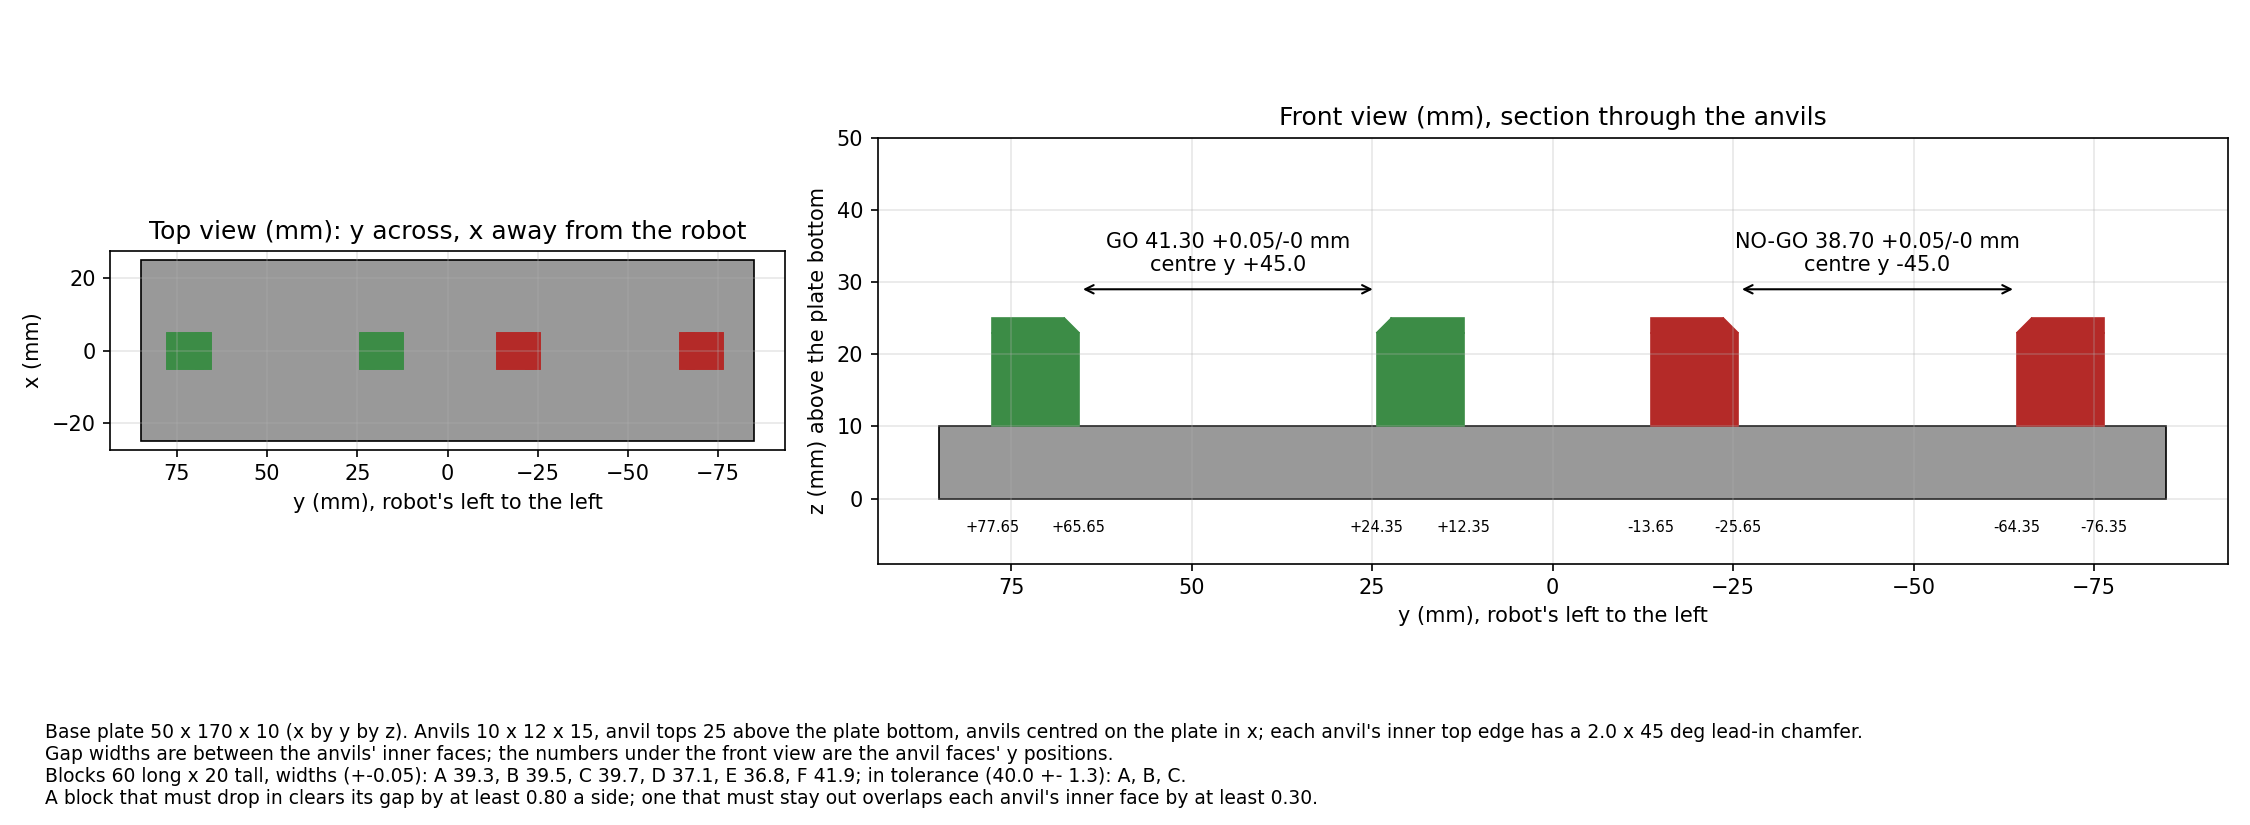 Top view (mm): y across, x away from the robot
x (mm)
20
0
−20
75
50
25
0
−25
−50
−75
y (mm), robot's left to the left
Front view (mm), section through the anvils
z (mm) above the plate bottom
50
40
30
20
10
0
GO 41.30 +0.05/-0 mm
centre y +45.0
NO-GO 38.70 +0.05/-0 mm
centre y -45.0
+77.65
+65.65
+24.35
+12.35
-13.65
-25.65
-64.35
-76.35
75
50
25
0
−25
−50
−75
y (mm), robot's left to the left
Base plate 50 x 170 x 10 (x by y by z). Anvils 10 x 12 x 15, anvil tops 25 above the plate bottom, anvils centred on the plate in x; each anvil's inner top edge has a 2.0 x 45 deg lead-in chamfer.
Gap widths are between the anvils' inner faces; the numbers under the front view are the anvil faces' y positions.
Blocks 60 long x 20 tall, widths (+-0.05): A 39.3, B 39.5, C 39.7, D 37.1, E 36.8, F 41.9; in tolerance (40.0 +- 1.3): A, B, C.
A block that must drop in clears its gap by at least 0.80 a side; one that must stay out overlaps each anvil's inner face by at least 0.30.